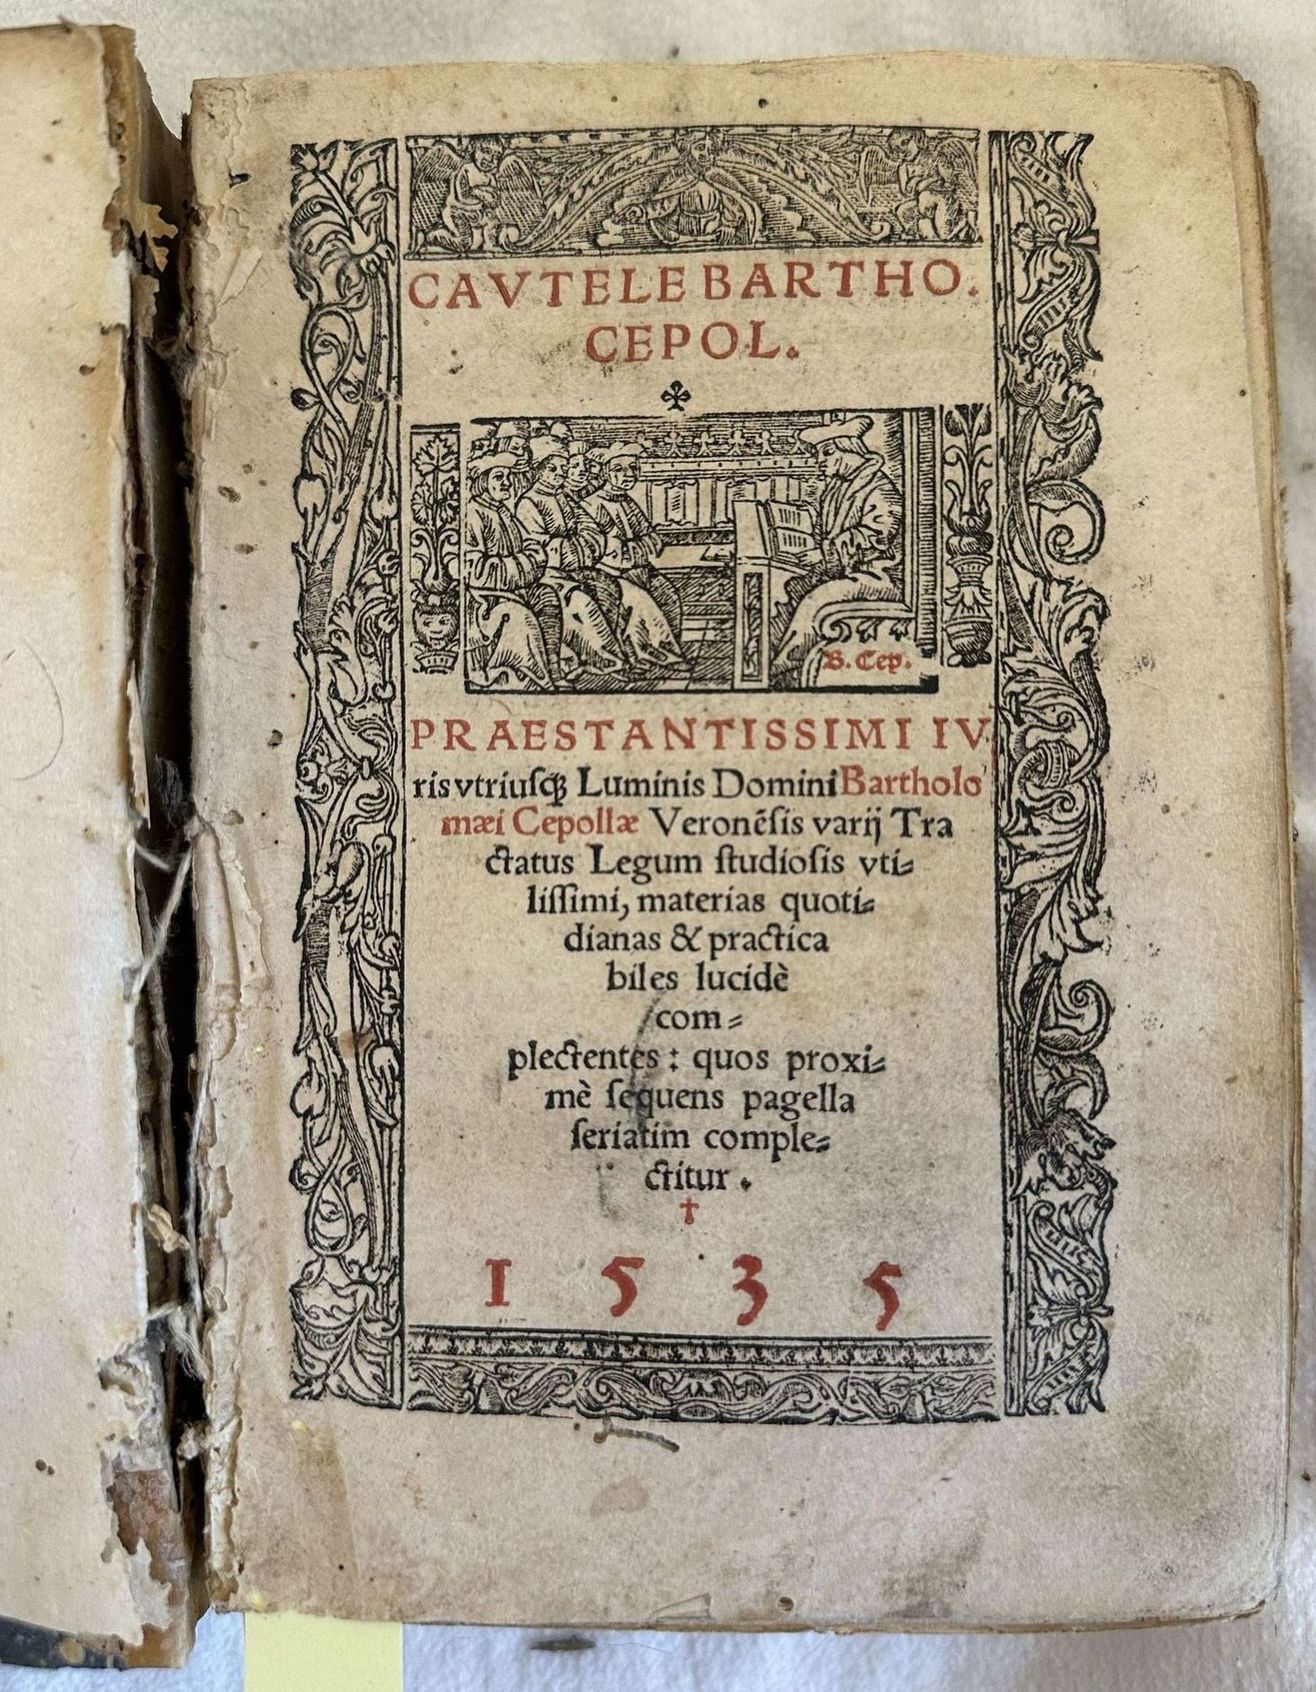 CAVTELE BARTHO.
CEPOL.
B. Cep.
PRAESTANTISSIMI IV
ris vtriusqꝫ Luminis Domini Bartholo
mæi Cepollæ Veronẽsis varij Tra
ctatus Legum studiosis vti⸗
lissimi, materias quoti⸗
dianas & practica
biles lucidè
com⸗
plectentes : quos proxi⸗
mè sequens pagella
seriatim comple⸗
ctitur .
†
1535